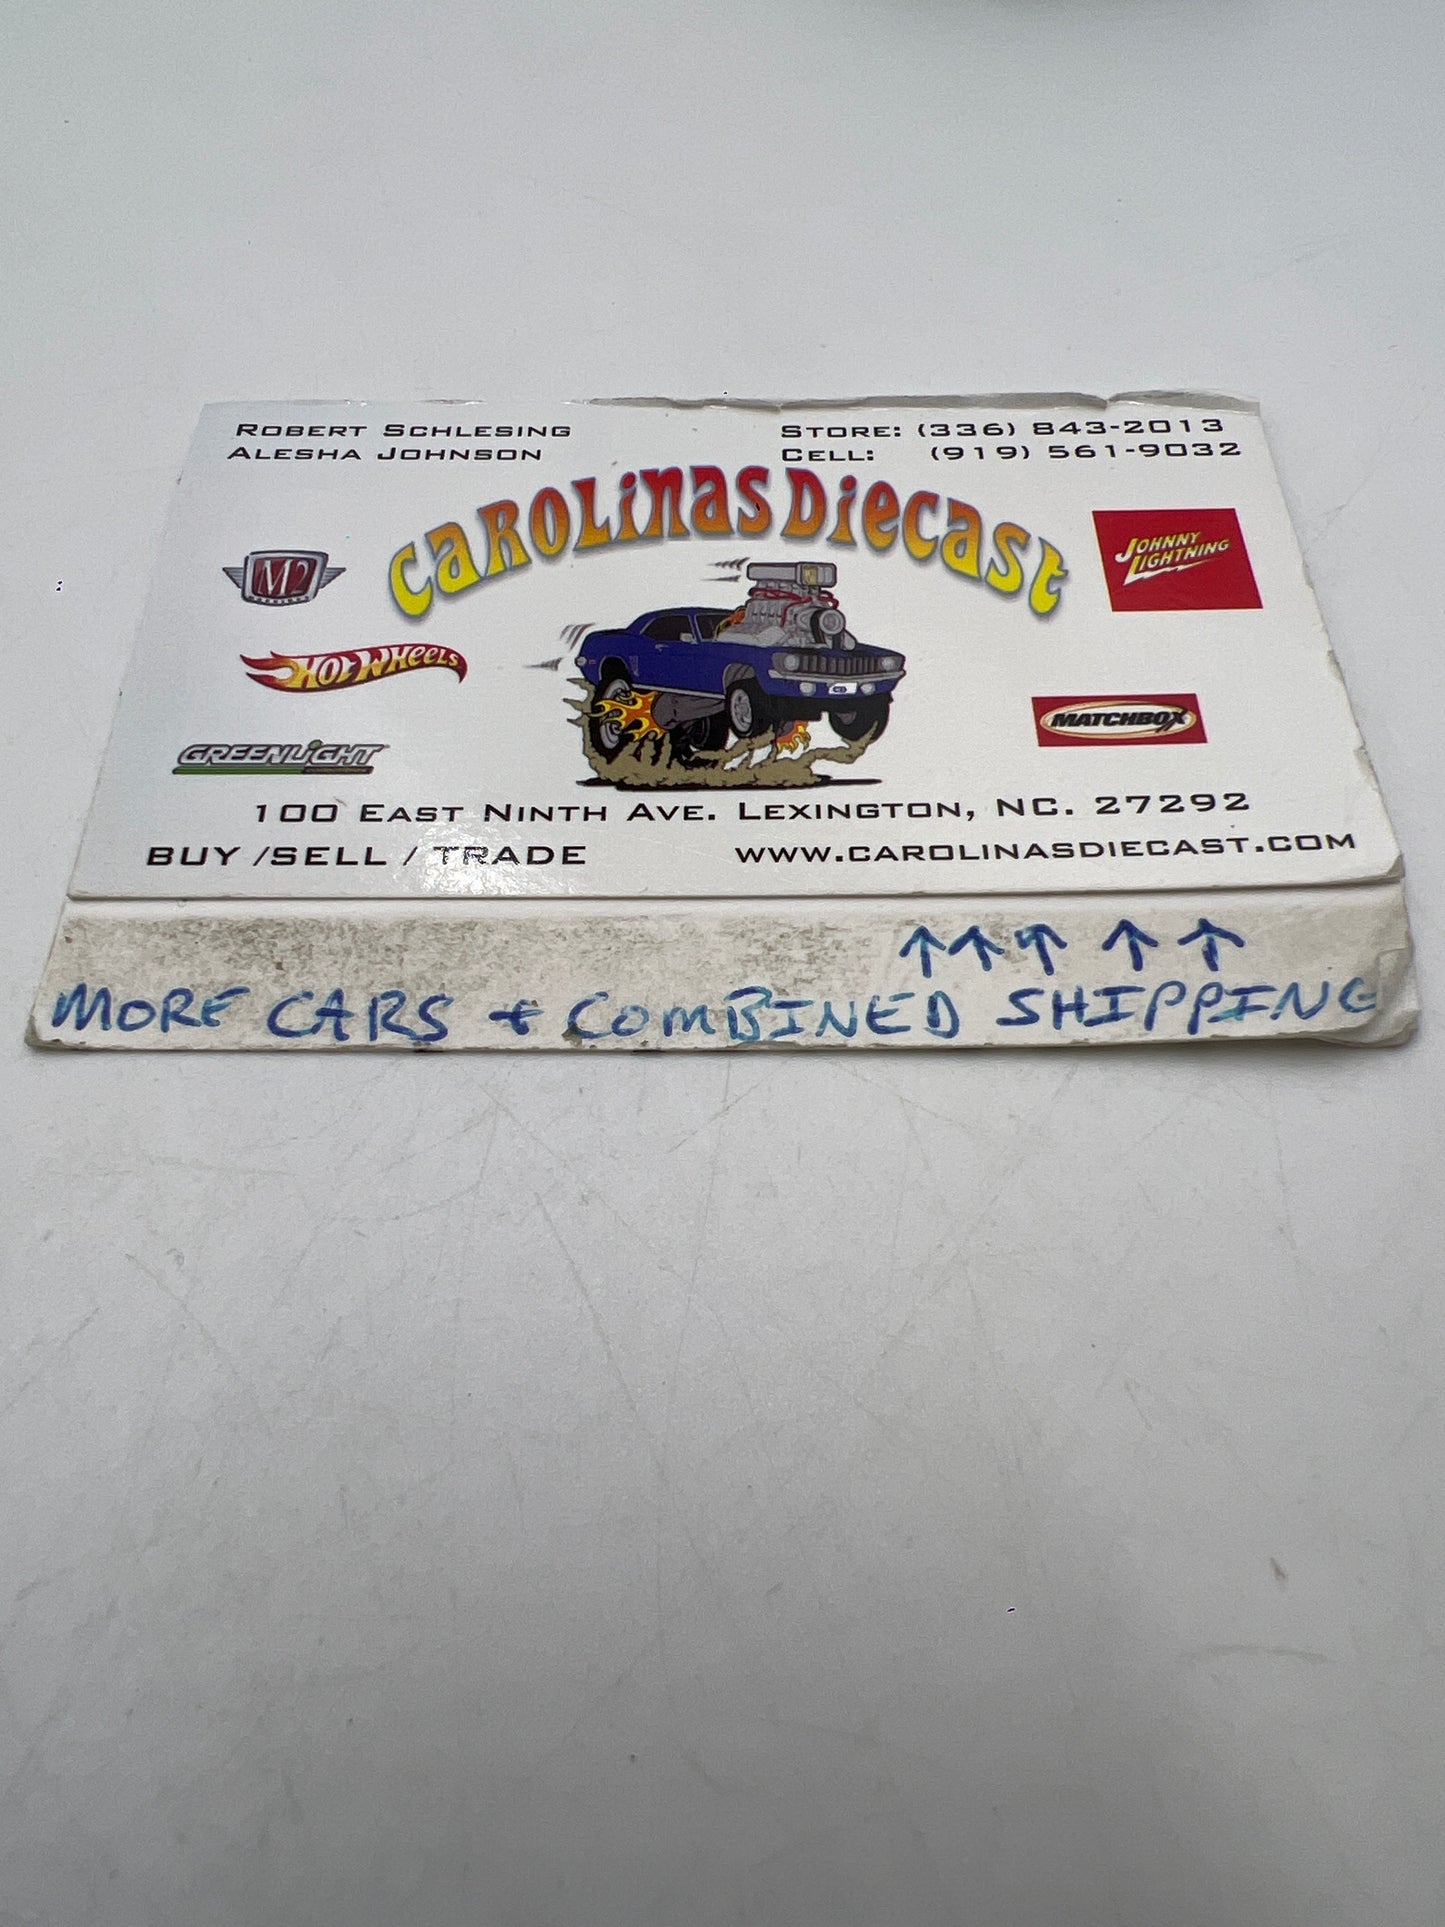 ROBERT SCHLESING
ALESHA JOHNSON
STORE: (336) 843-2013
CELL: (919) 561-9032
CAROLINAS DIECAST
M2
MACHINES
JOHNNY
LIGHTNING
HOT WHEELS
MATCHBOX
GREENLIGHT
100 EAST NINTH AVE. LEXINGTON, NC. 27292
BUY /SELL / TRADE
WWW.CAROLINASDIECAST.COM
↑↑↑ ↑ ↑
MORE CARS + COMBINED SHIPPING